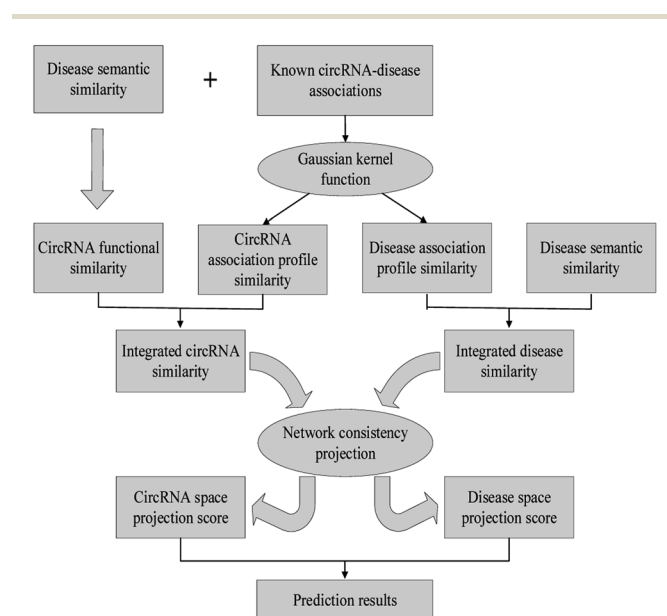 Disease semantic
similarity
+
Known circRNA-disease
associations
Gaussian kernel
function
CircRNA functional
similarity
CircRNA
association profile
similarity
Disease association
profile similarity
Disease semantic
similarity
Integrated circRNA
similarity
Integrated disease
similarity
Network consistency
projection
CircRNA space
projection score
Disease space
projection score
Prediction results